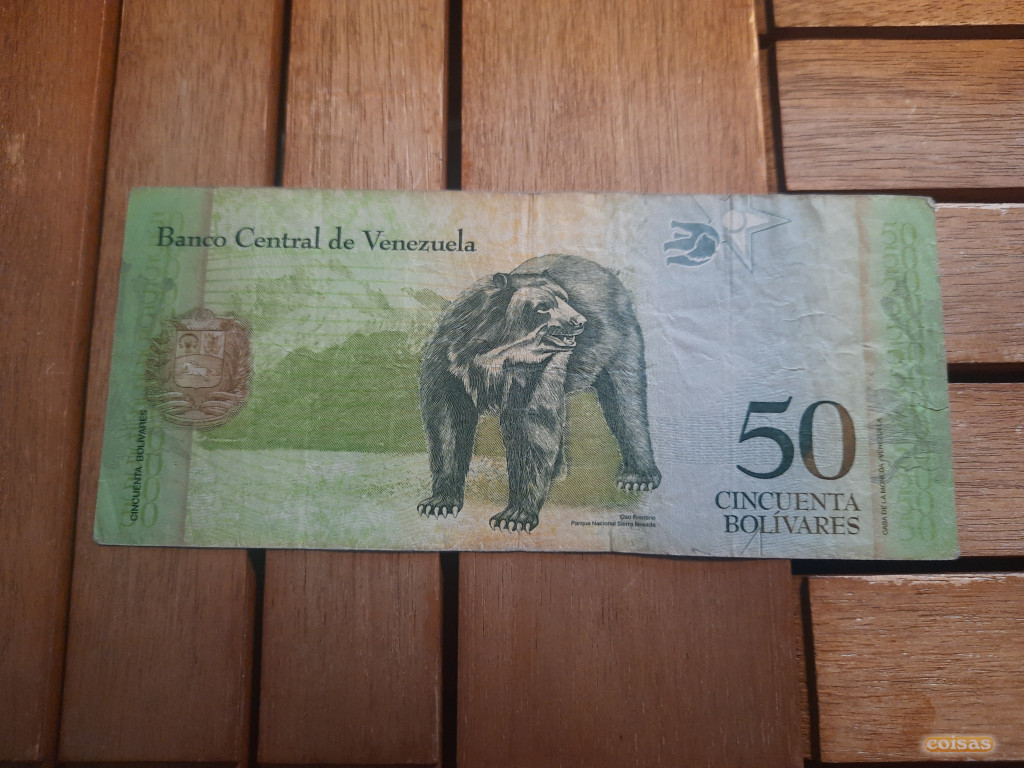 Banco Central de Venezuela
CINCUENTA BOLÍVARES
50
CINCUENTA
BOLÍVARES
Oso Frontino
Parque Nacional Sierra Nevada
CASA DE LA MONEDA VENEZUELA
coisas